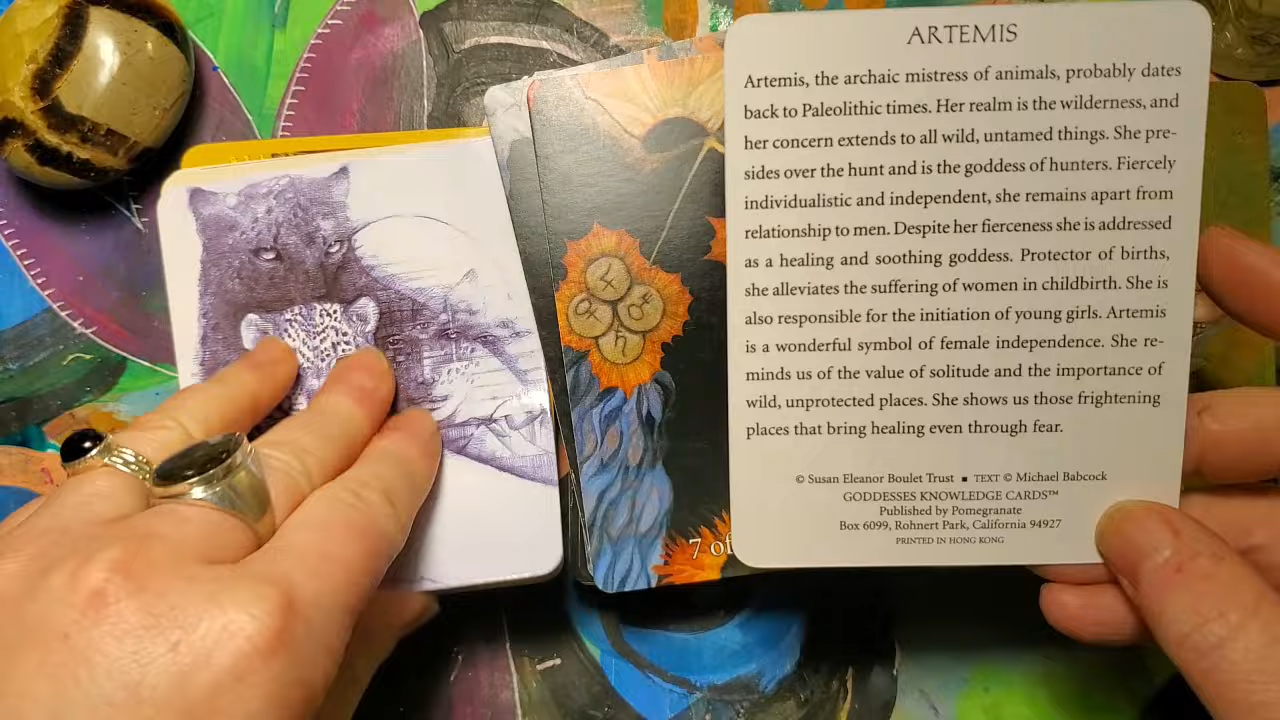 ARTEMIS
Artemis, the archaic mistress of animals, probably dates
back to Paleolithic times. Her realm is the wilderness, and
her concern extends to all wild, untamed things. She pre-
sides over the hunt and is the goddess of hunters. Fiercely
individualistic and independent, she remains apart from
relationship to men. Despite her fierceness she is addressed
as a healing and soothing goddess. Protector of births,
she alleviates the suffering of women in childbirth. She is
also responsible for the initiation of young girls. Artemis
is a wonderful symbol of female independence. She re-
minds us of the value of solitude and the importance of
wild, unprotected places. She shows us those frightening
places that bring healing even through fear.
© Susan Eleanor Boulet Trust ■ TEXT © Michael Babcock
GODDESSES KNOWLEDGE CARDS™
Published by Pomegranate
Box 6099, Rohnert Park, California 94927
PRINTED IN HONG KONG
7 of